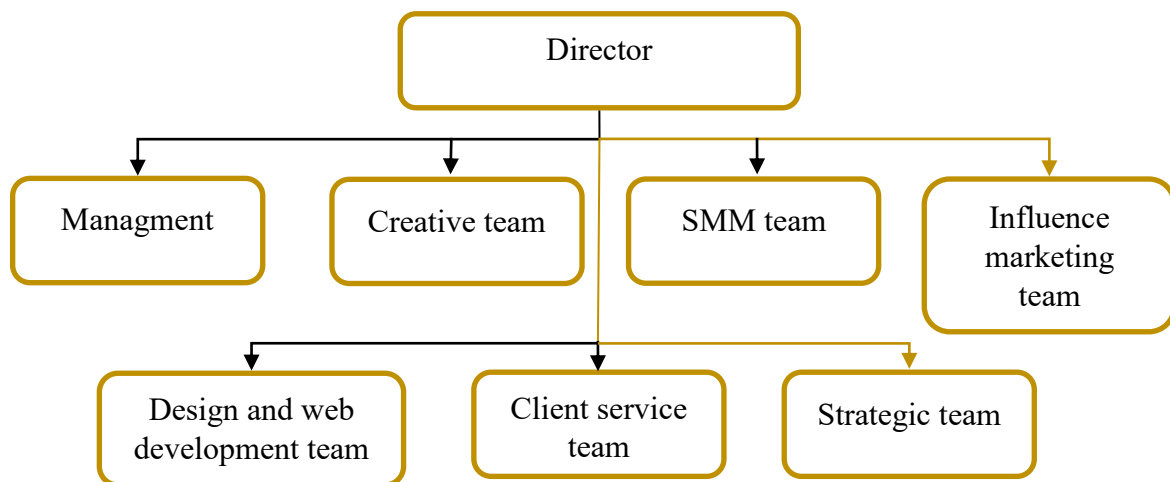 Director
Managment
Creative team
SMM team
Influence
marketing
team
Design and web
development team
Client service
team
Strategic team